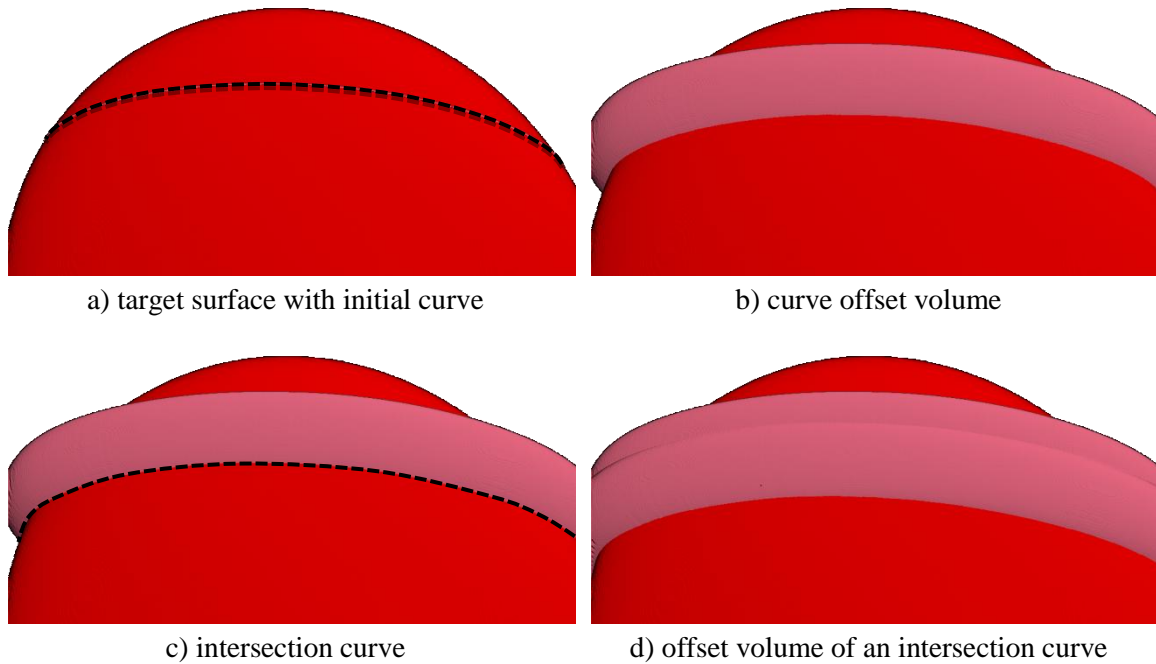 a) target surface with initial curve
b) curve offset volume
c) intersection curve
d) offset volume of an intersection curve